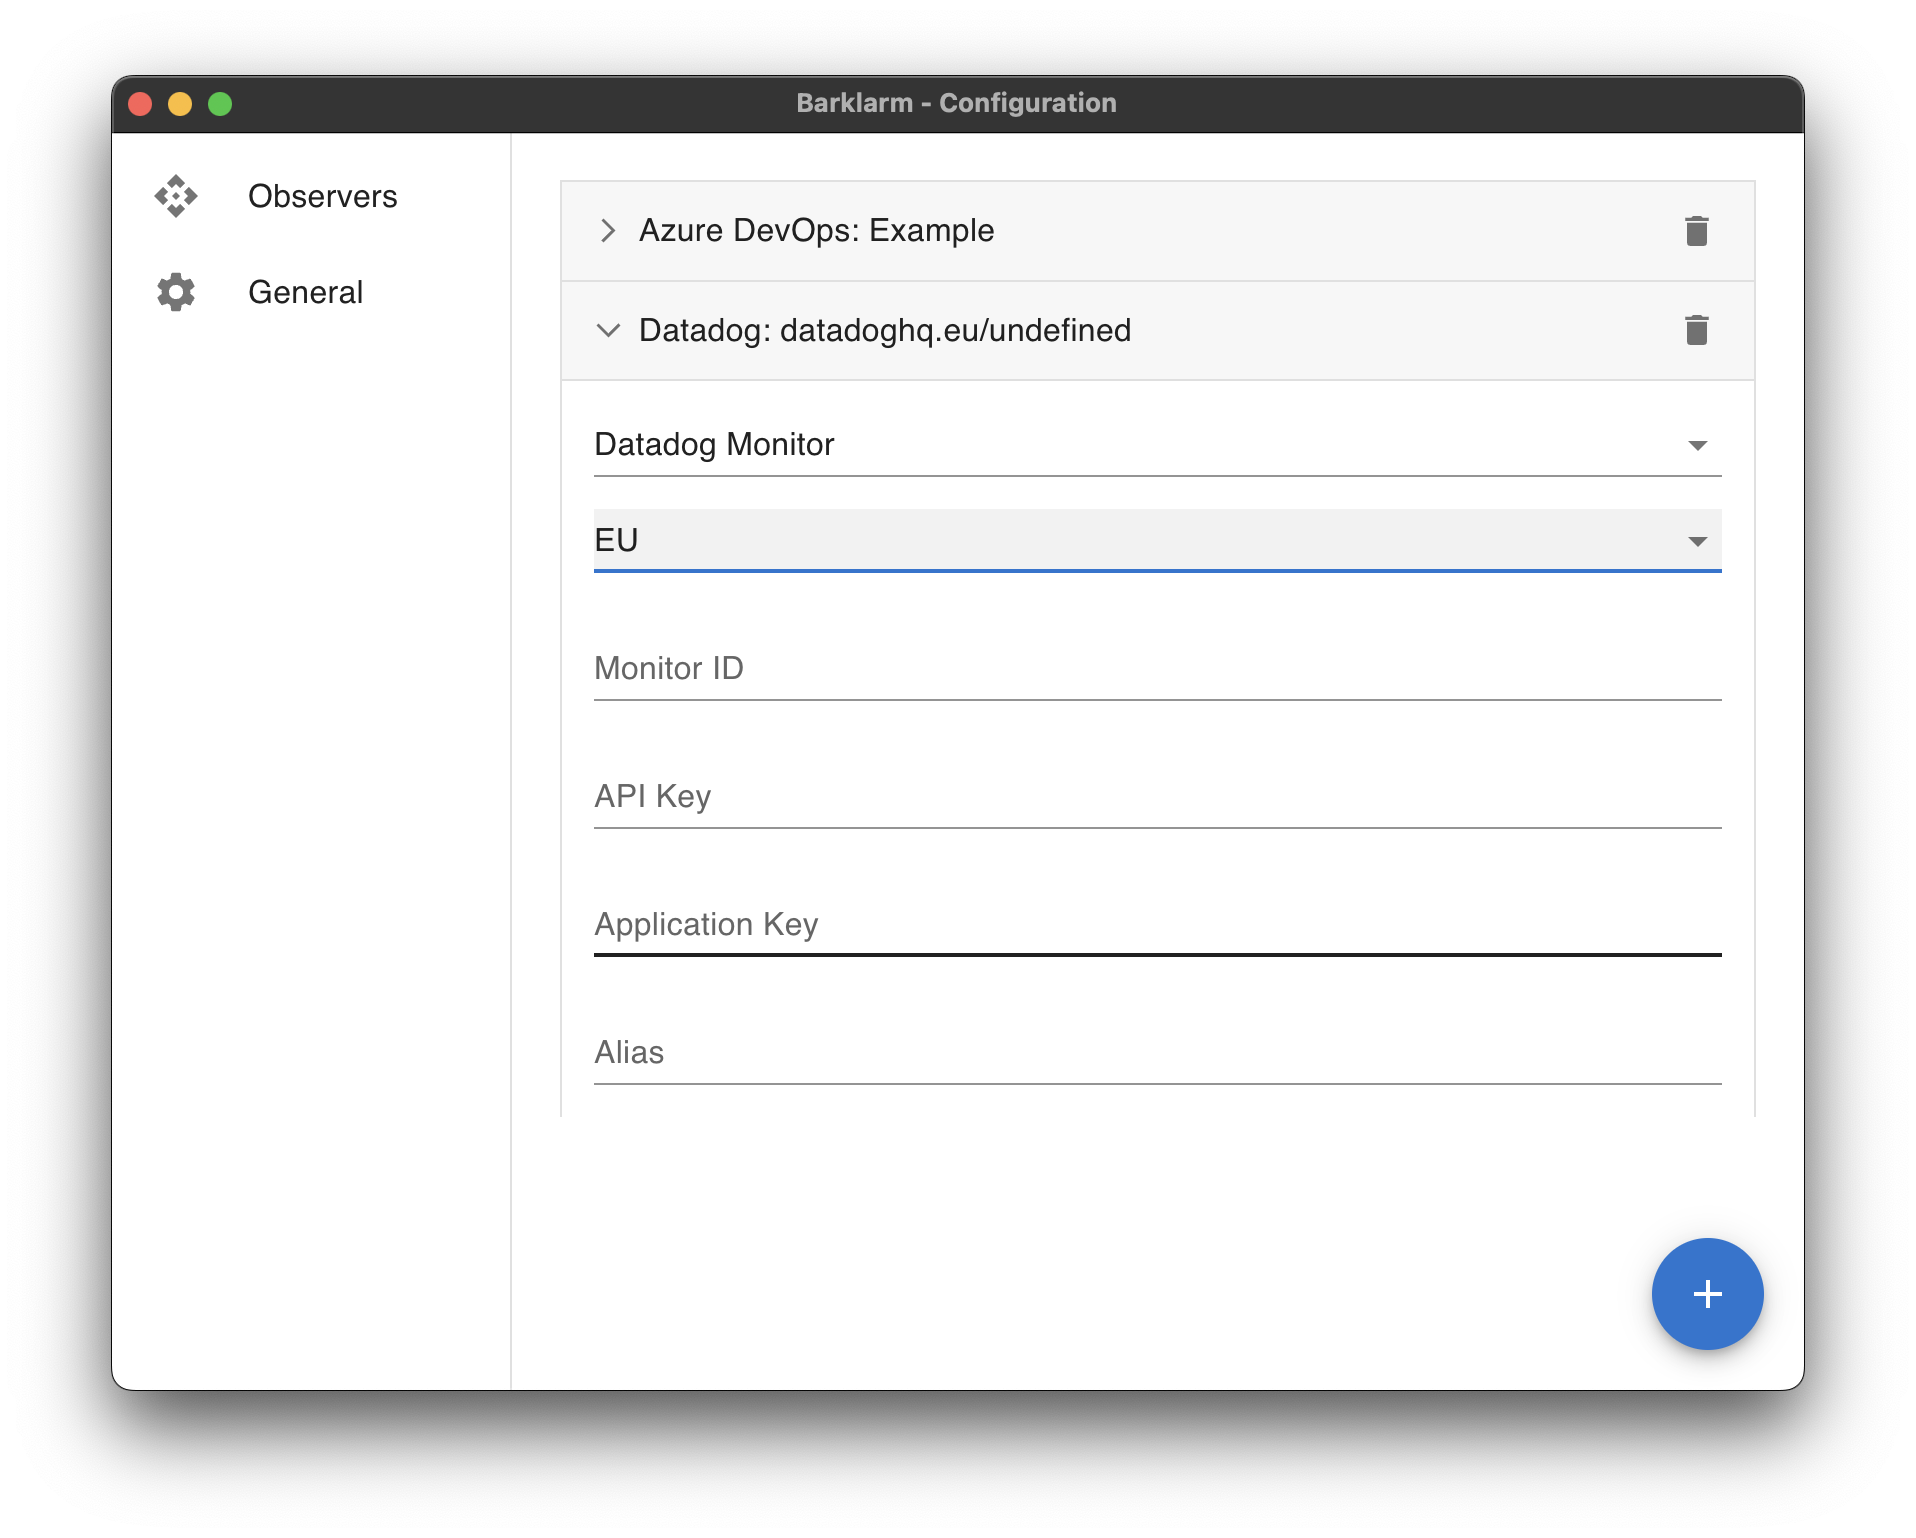 Barklarm - Configuration
Observers
General
Azure DevOps: Example
Datadog: datadoghq.eu/undefined
Datadog Monitor
EU
Monitor ID
API Key
Application Key
Alias